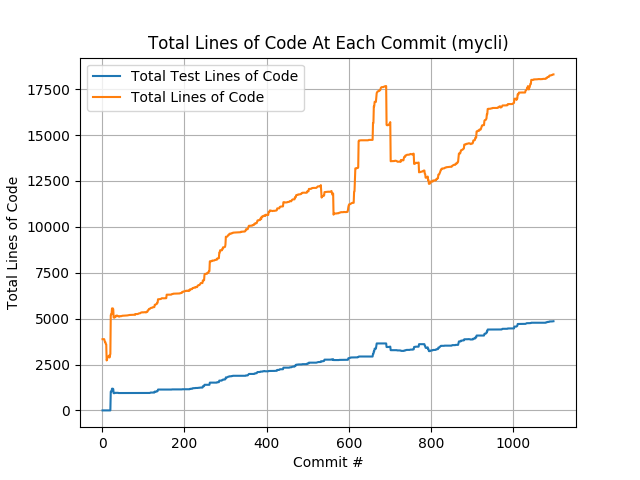 Total Lines of Code At Each Commit (mycli)
Total Test Lines of Code
Total Lines of Code
17500
15000
12500
10000
7500
5000
2500
0
Total Lines of Code
0 200 400 600 800 1000
Commit #